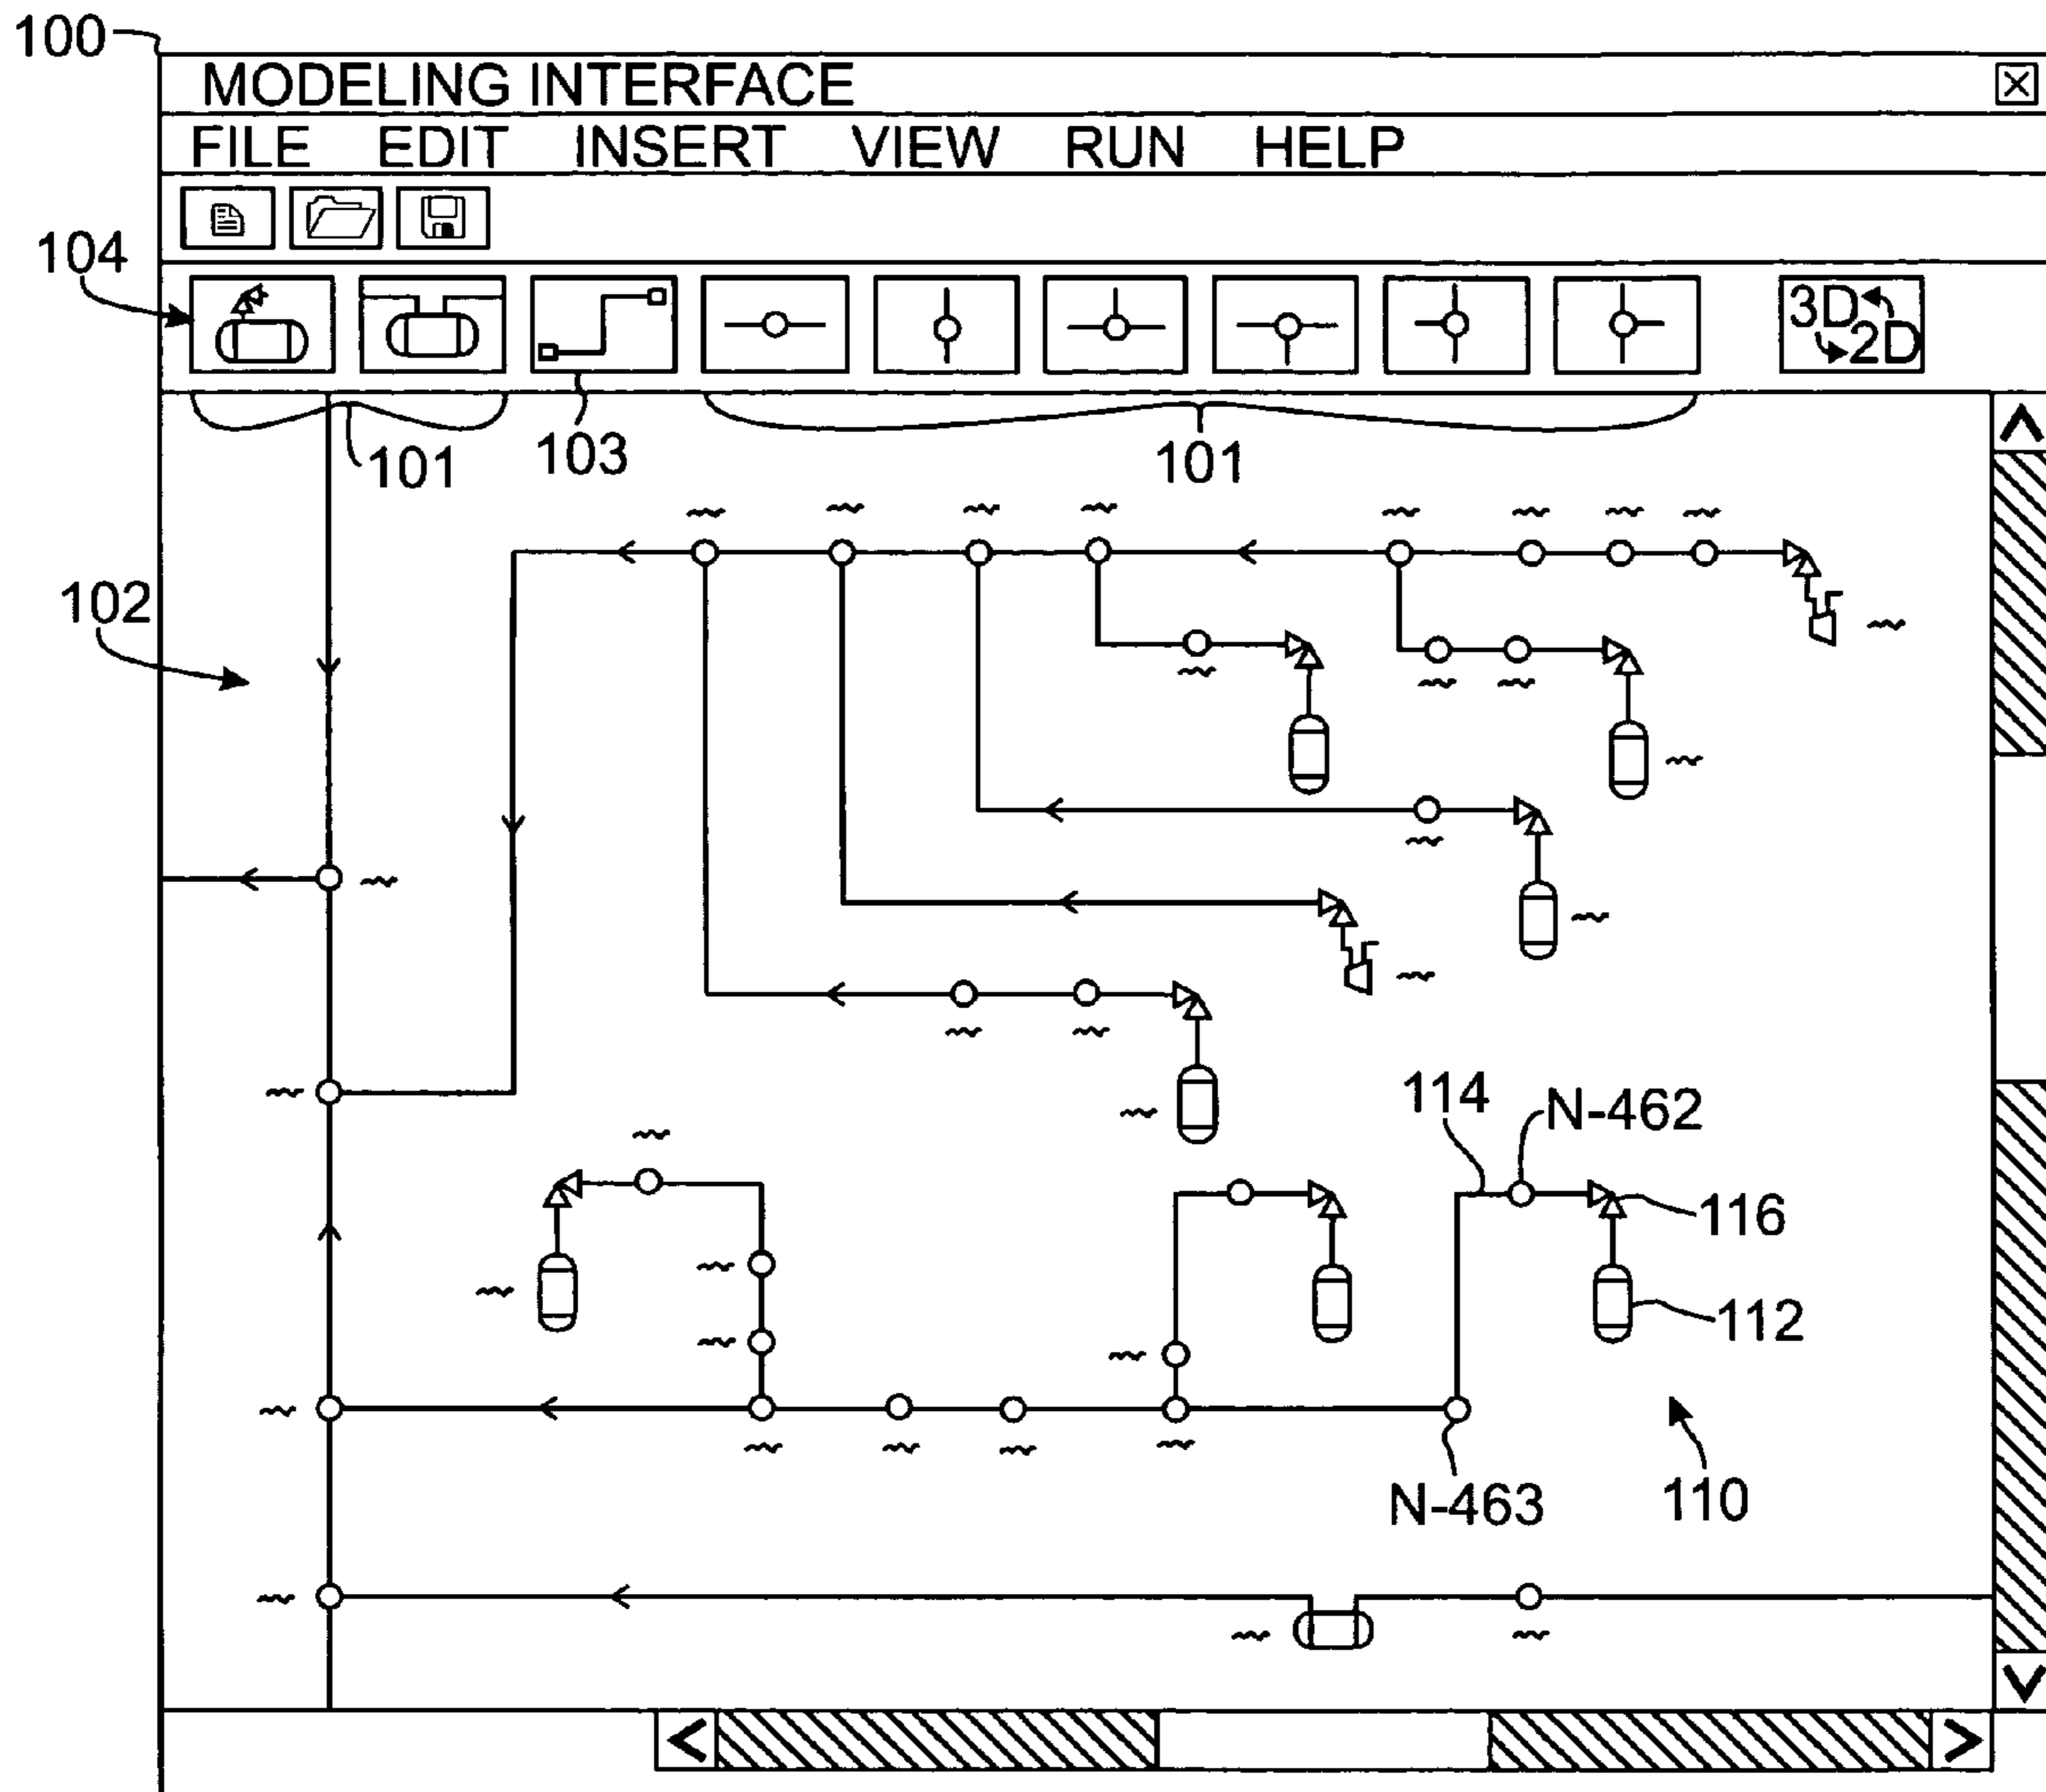 100
MODELING INTERFACE
FILE EDIT INSERT VIEW RUN HELP
104
3D
2D
101
103
101
102
114
N-462
116
112
N-463
110